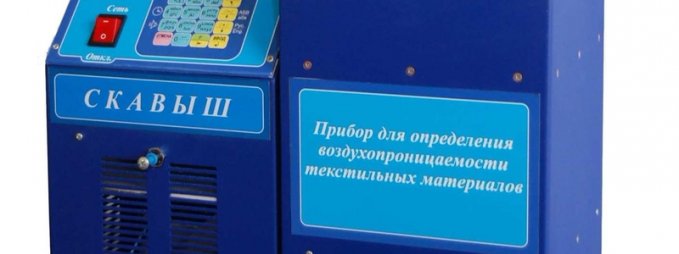 Сеть
Откл.
СКАВЫШ
Прибор для определения
воздухопроницаемости
текстильных материалов